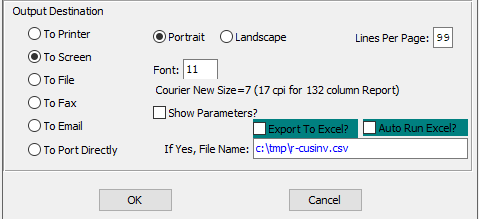 Output Destination
To Printer
To Screen
To File
To Fax
To Email
To Port Directly
Portrait Landscape Lines Per Page: 99
Font: 11
Courier New Size=7 (17 cpi for 132 column Report)
Show Parameters?
Export To Excel? Auto Run Excel?
If Yes, File Name: c:\tmp\r-cusinv.csv
OK Cancel